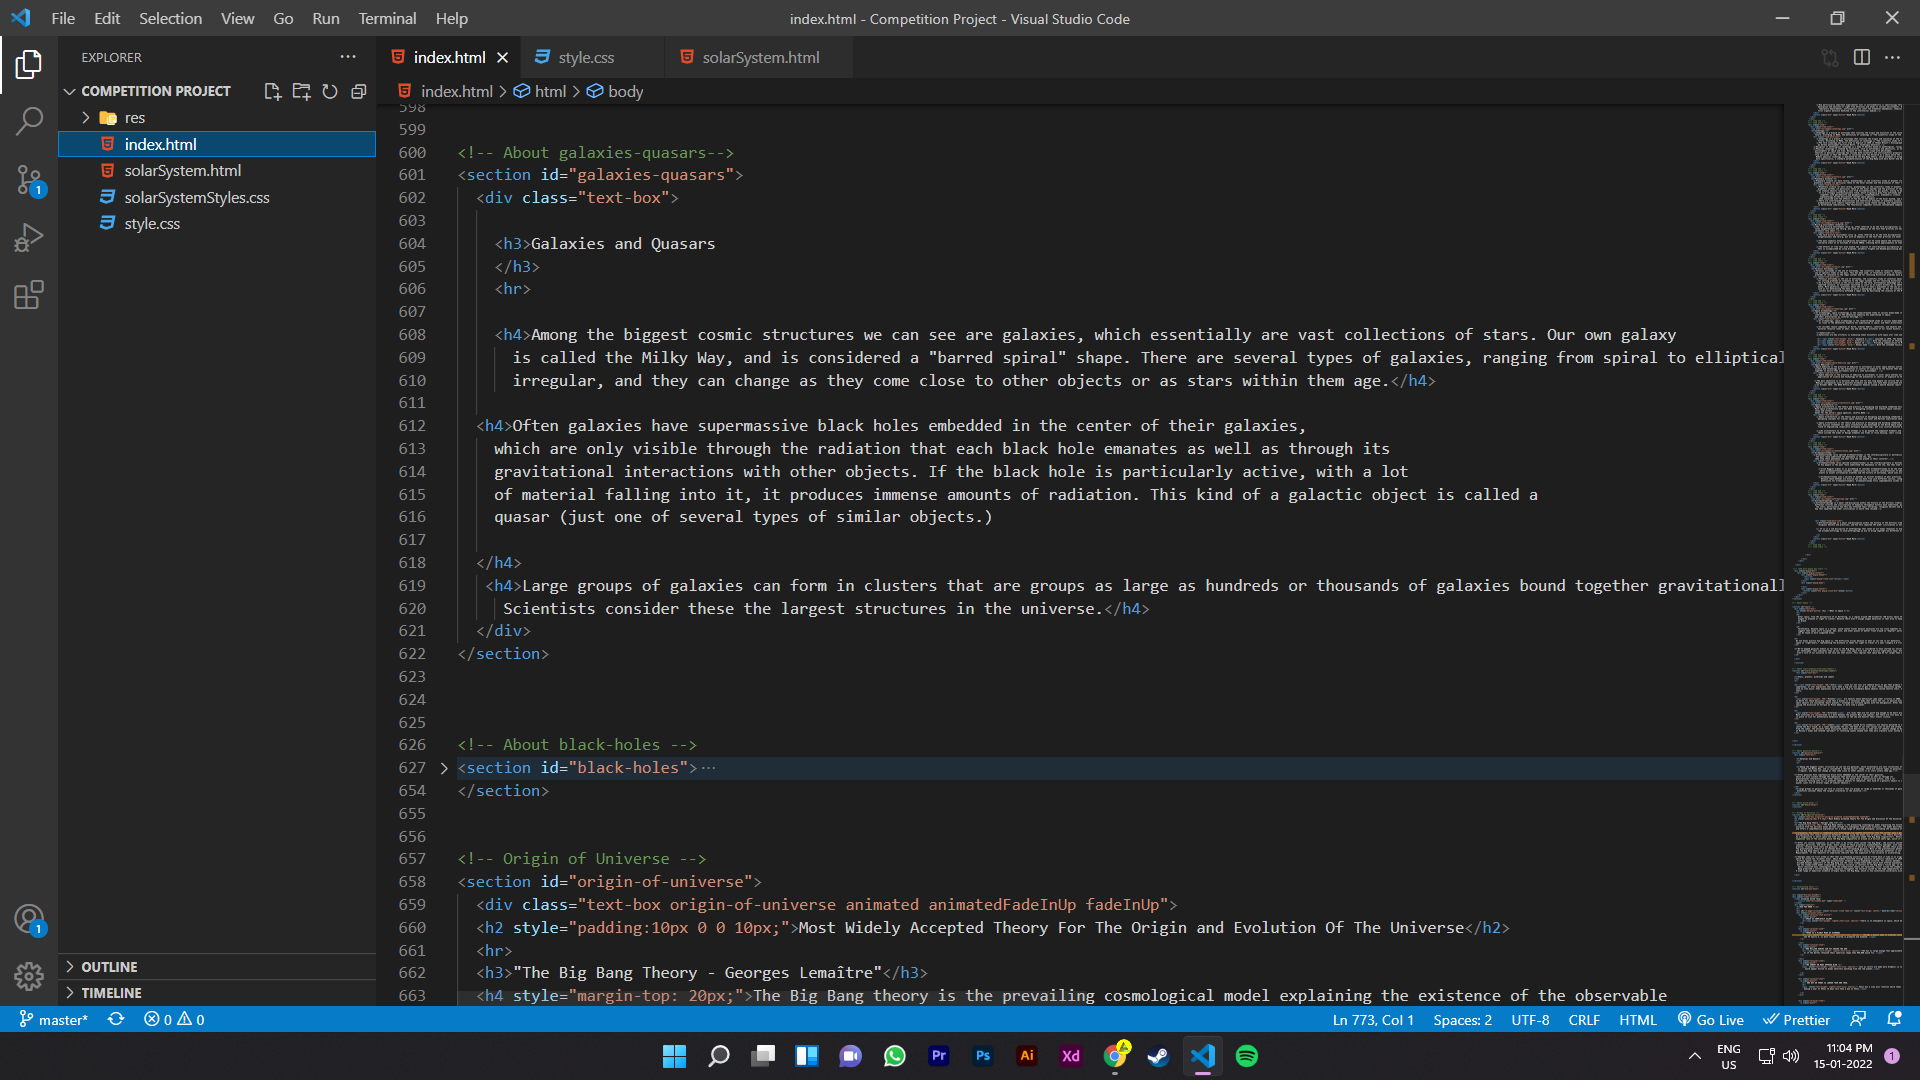 File Edit Selection View Go Run Terminal Help
index.html - Competition Project - Visual Studio Code
EXPLORER
COMPETITION PROJECT
res
index.html
solarSystem.html
solarSystemStyles.css
style.css
OUTLINE
TIMELINE
index.html style.css solarSystem.html
index.html > html > body
598
599
600 <!-- About galaxies-quasars-->
601 <section id="galaxies-quasars">
602 <div class="text-box">
603
604 <h3>Galaxies and Quasars
605 </h3>
606 <hr>
607
608 <h4>Among the biggest cosmic structures we can see are galaxies, which essentially are vast collections of stars. Our own galaxy
609 is called the Milky Way, and is considered a "barred spiral" shape. There are several types of galaxies, ranging from spiral to elliptical
610 irregular, and they can change as they come close to other objects or as stars within them age.</h4>
611
612 <h4>Often galaxies have supermassive black holes embedded in the center of their galaxies,
613 which are only visible through the radiation that each black hole emanates as well as through its
614 gravitational interactions with other objects. If the black hole is particularly active, with a lot
615 of material falling into it, it produces immense amounts of radiation. This kind of a galactic object is called a
616 quasar (just one of several types of similar objects.)
617
618 </h4>
619 <h4>Large groups of galaxies can form in clusters that are groups as large as hundreds or thousands of galaxies bound together gravitationall
620 Scientists consider these the largest structures in the universe.</h4>
621 </div>
622 </section>
623
624
625
626 <!-- About black-holes -->
627 <section id="black-holes">···
654 </section>
655
656
657 <!-- Origin of Universe -->
658 <section id="origin-of-universe">
659 <div class="text-box origin-of-universe animated animatedFadeInUp fadeInUp">
660 <h2 style="padding:10px 0 0 10px;">Most Widely Accepted Theory For The Origin and Evolution Of The Universe</h2>
661 <hr>
662 <h3>"The Big Bang Theory - Georges Lemaître"</h3>
663 <h4 style="margin-top: 20px;">The Big Bang theory is the prevailing cosmological model explaining the existence of the observable
1
1
master* 0 0 Ln 773, Col 1 Spaces: 2 UTF-8 CRLF HTML Go Live Prettier
Pr Ps Ai Xd
ENG
US
11:04 PM
15-01-2022
1